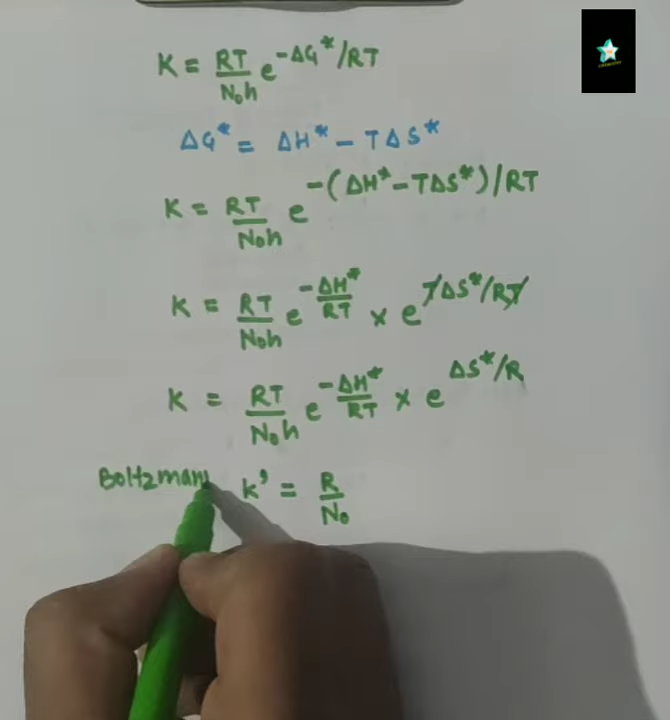 K = RT/N₀h e^-ΔG*/RT
ΔG* = ΔH* - TΔS*
K = RT/N₀h e^-(ΔH*-TΔS*)/RT
K = RT/N₀h e^-ΔH*/RT × e^TΔS*/RT
K = RT/N₀h e^-ΔH*/RT × e^ΔS*/R
Boltzmann k' = R/N₀